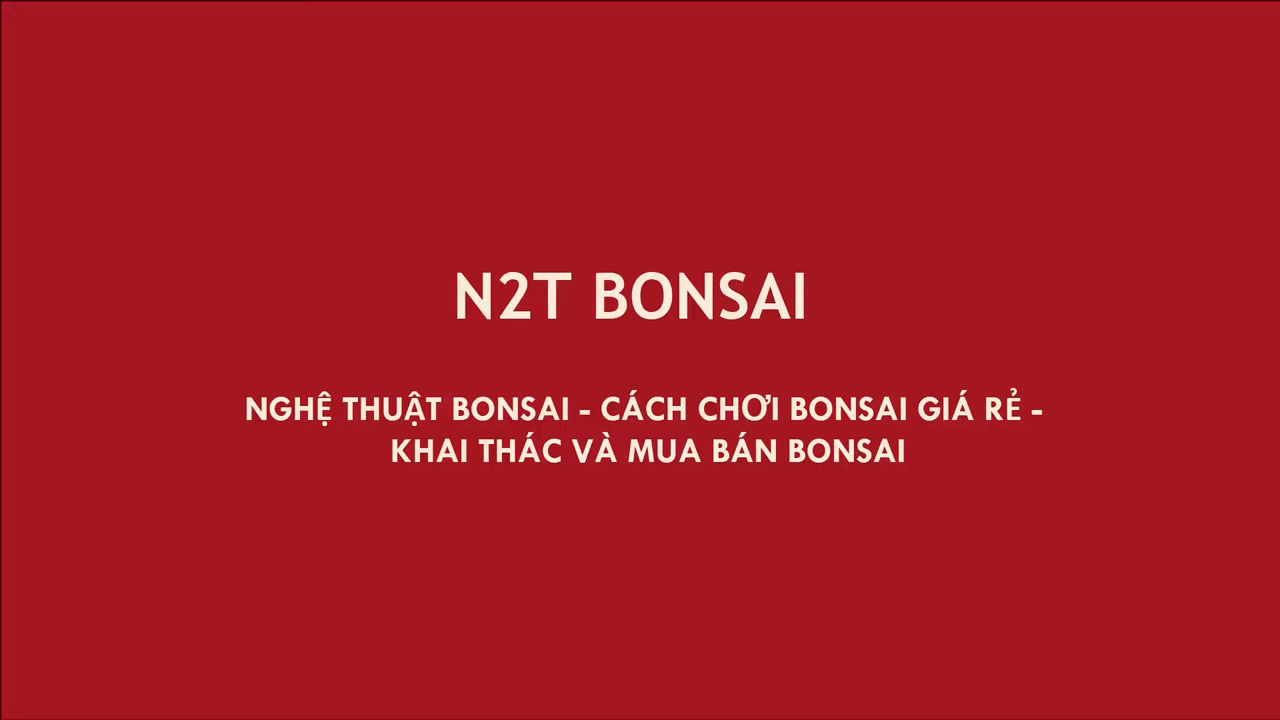 N2T BONSAI
NGHỆ THUẬT BONSAI - CÁCH CHƠI BONSAI GIÁ RẺ -
KHAI THÁC VÀ MUA BÁN BONSAI